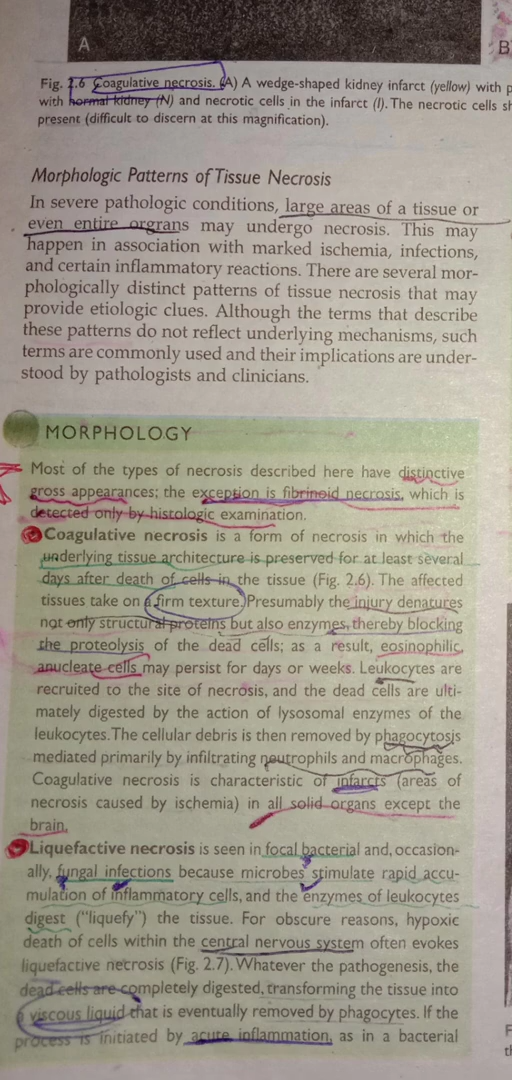 A
B
Fig. 2.6 Coagulative necrosis. (A) A wedge-shaped kidney infarct (yellow) with p
with normal kidney (N) and necrotic cells in the infarct (I). The necrotic cells sh
present (difficult to discern at this magnification).
Morphologic Patterns of Tissue Necrosis
In severe pathologic conditions, large areas of a tissue or
even entire orgrans may undergo necrosis. This may
happen in association with marked ischemia, infections,
and certain inflammatory reactions. There are several mor-
phologically distinct patterns of tissue necrosis that may
provide etiologic clues. Although the terms that describe
these patterns do not reflect underlying mechanisms, such
terms are commonly used and their implications are under-
stood by pathologists and clinicians.
MORPHOLOGY
Most of the types of necrosis described here have distinctive
gross appearances; the exception is fibrinoid necrosis, which is
detected only by histologic examination.
Coagulative necrosis is a form of necrosis in which the
underlying tissue architecture is preserved for at least several
days after death of cells in the tissue (Fig. 2.6). The affected
tissues take on a firm texture. Presumably the injury denatures
not only structural proteins but also enzymes, thereby blocking
the proteolysis of the dead cells; as a result, eosinophilic,
anucleate cells may persist for days or weeks. Leukocytes are
recruited to the site of necrosis, and the dead cells are ulti-
mately digested by the action of lysosomal enzymes of the
leukocytes. The cellular debris is then removed by phagocytosis
mediated primarily by infiltrating neutrophils and macrophages.
Coagulative necrosis is characteristic of infarcts (areas of
necrosis caused by ischemia) in all solid organs except the
brain.
Liquefactive necrosis is seen in focal bacterial and, occasion-
ally, fungal infections because microbes stimulate rapid accu-
mulation of inflammatory cells, and the enzymes of leukocytes
digest ("liquefy") the tissue. For obscure reasons, hypoxic
death of cells within the central nervous system often evokes
liquefactive necrosis (Fig. 2.7). Whatever the pathogenesis, the
dead cells are completely digested, transforming the tissue into
a viscous liquid that is eventually removed by phagocytes. If the
process is initiated by acute inflammation, as in a bacterial